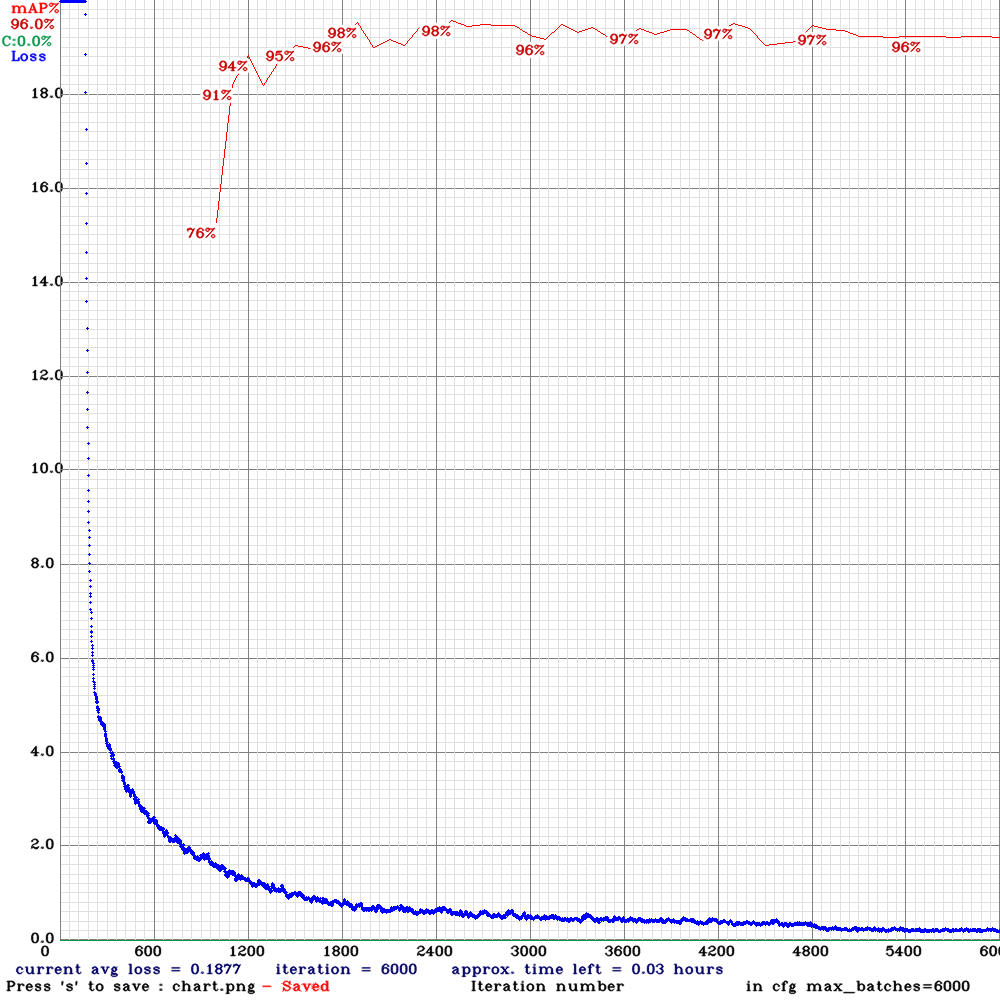 mAP%
96.0%
C:0.0%
Loss
98% 98% 97% 97% 97% 96%
94% 95% 96% 96%
91%
76%
18.0
16.0
14.0
12.0
10.0
8.0
6.0
4.0
2.0
0.0
0 600 1200 1800 2400 3000 3600 4200 4800 5400 600
current avg loss = 0.1877 iteration = 6000 approx. time left = 0.03 hours
Press 's' to save : chart.png - Saved Iteration number in cfg max_batches=6000